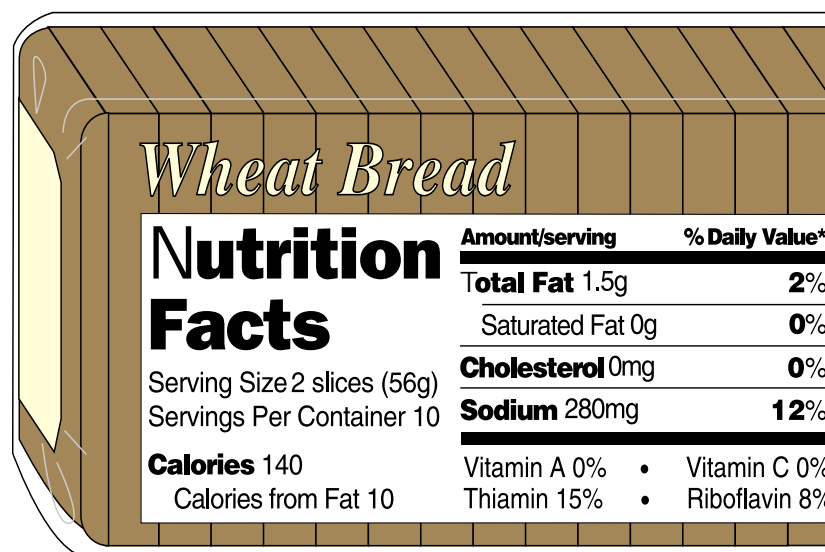 Wheat Bread
Nutrition
Facts
Serving Size 2 slices (56g)
Servings Per Container 10
Calories 140
Calories from Fat 10
Amount/serving % Daily Value*
Total Fat 1.5g 2%
Saturated Fat 0g 0%
Cholesterol 0mg 0%
Sodium 280mg 12%
Vitamin A 0% • Vitamin C 0%
Thiamin 15% • Riboflavin 8%